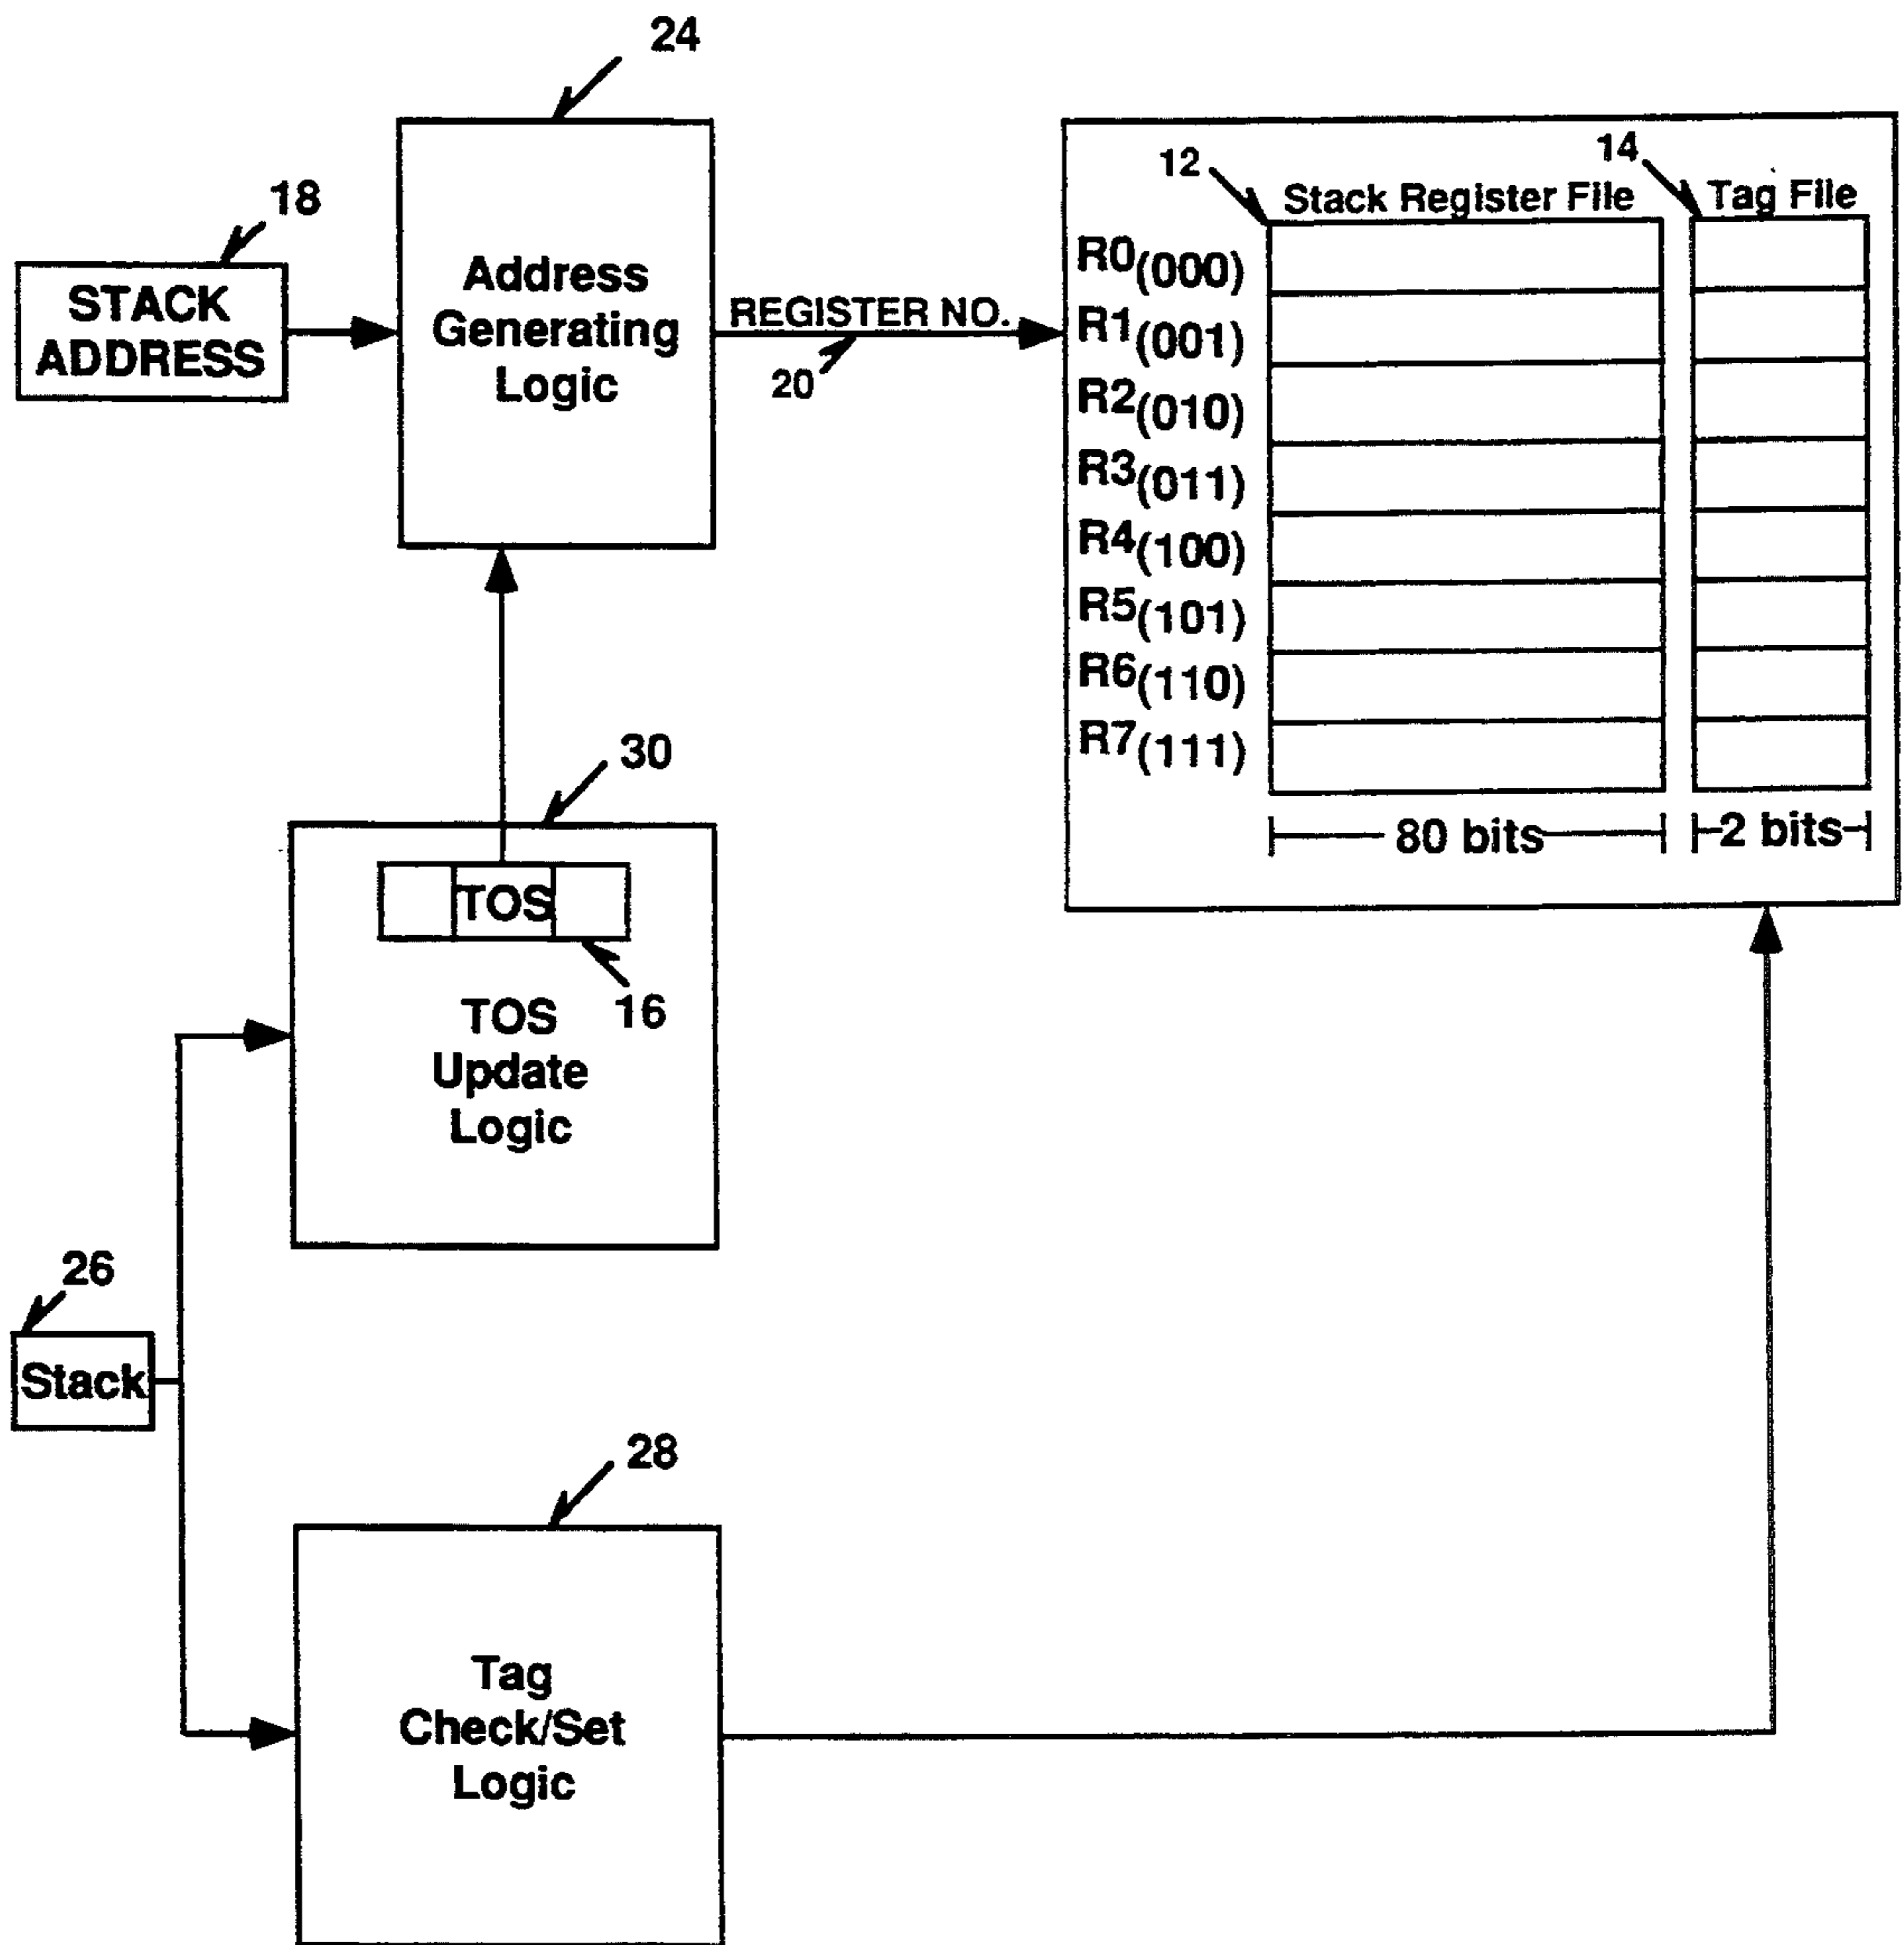 24
18
STACK
ADDRESS
Address
Generating
Logic
REGISTER NO.
20
12
14
Stack Register File
Tag File
R0(000)
R1(001)
R2(010)
R3(011)
R4(100)
R5(101)
R6(110)
R7(111)
80 bits
2 bits
30
TOS
16
TOS
Update
Logic
26
Stack
28
Tag
Check/Set
Logic